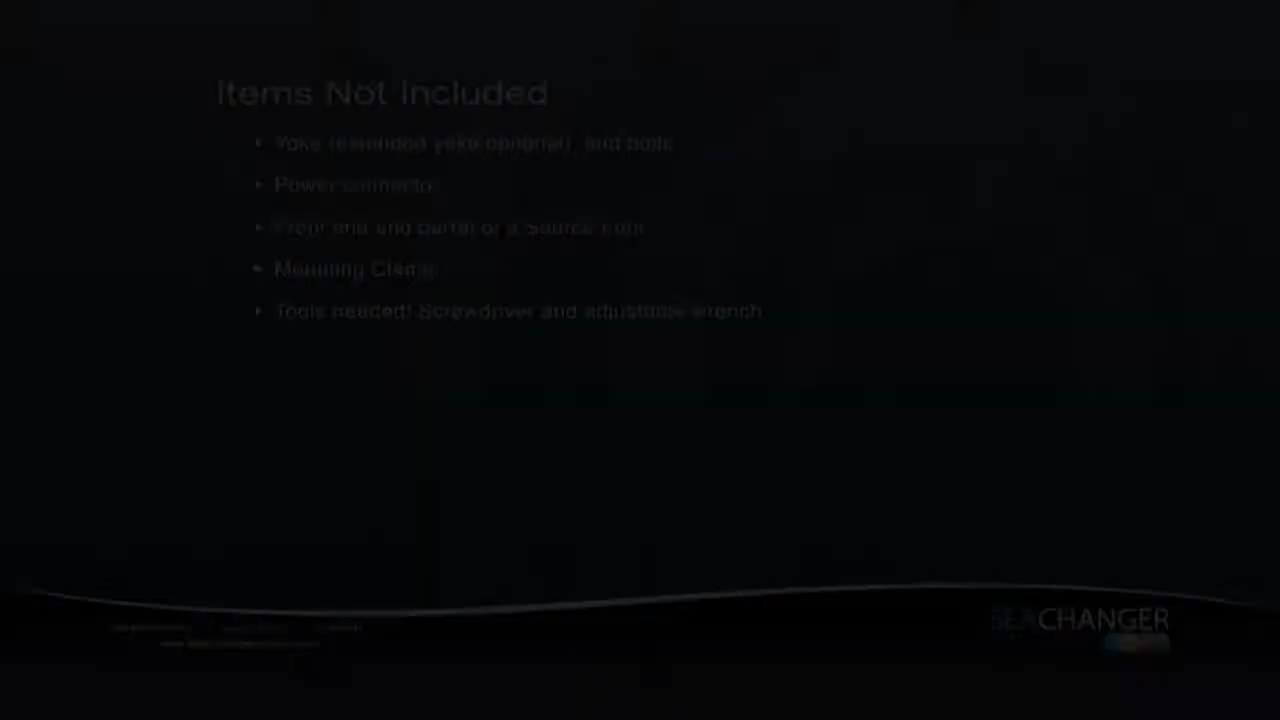 Items Not Included
• Yoke (extended yoke optional), and bolts
• Power connector
• Front end and barrel of a Source Four
• Mounting Clamp
• Tools needed! Screwdriver and adjustable wrench
SEACHANGER